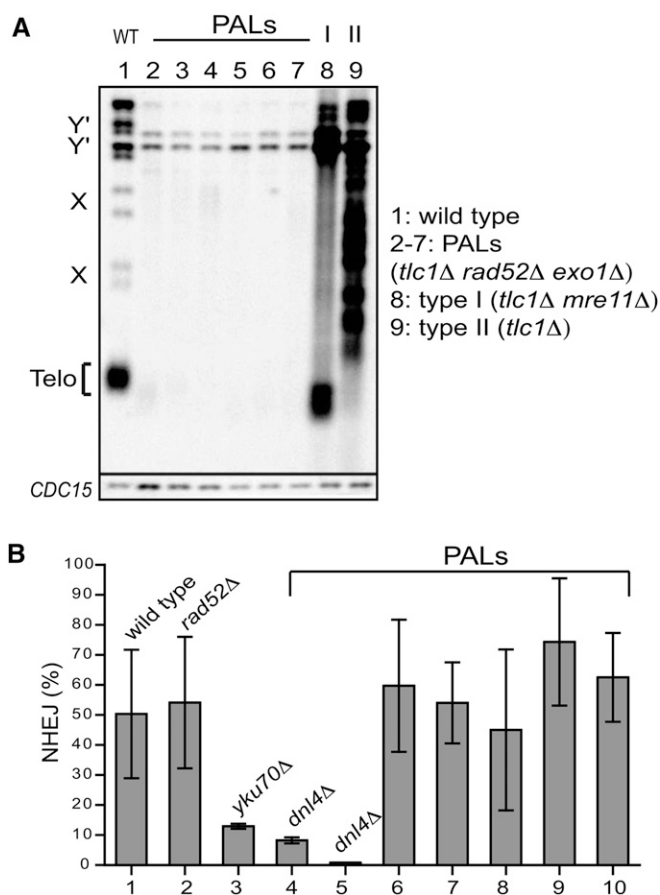 A
WT PALs I II
1 2 3 4 5 6 7 8 9
Y'
Y'
X
X
Telo
CDC15
1: wild type
2-7: PALs
(tlc1Δ rad52Δ exo1Δ)
8: type I (tlc1Δ mre11Δ)
9: type II (tlc1Δ)
B
PALs
NHEJ (%)
100
90
80
70
60
50
40
30
20
10
0
wild type
rad52Δ
yku70Δ
dnl4Δ
dnl4Δ
1 2 3 4 5 6 7 8 9 10